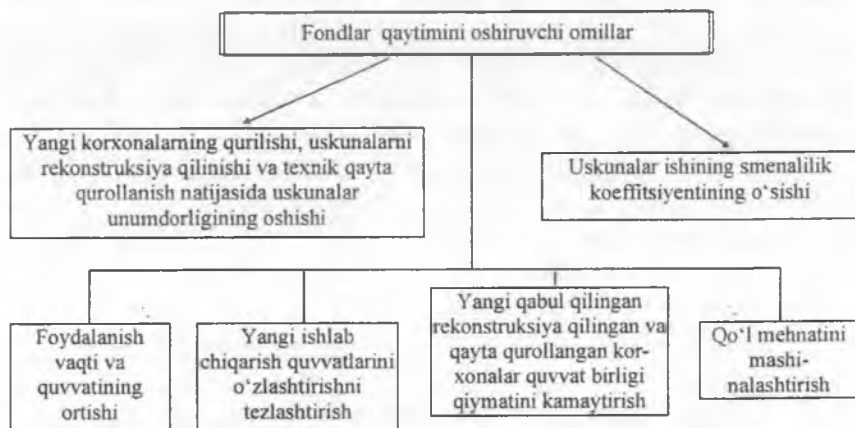 Fondlar qaytimini oshiruvchi omillar
Yangi korxonalarning qurilishi, uskunalarni
rekonstruksiya qilinishi va texnik qayta
qurollanish natijasida uskunalar
unumdorligining oshishi
Uskunalar ishining smenalilik
koeffitsiyentining o‘sishi
Foydalanish
vaqti va
quvvatining
ortishi
Yangi ishlab
chiqarish quvvatlarini
o‘zlashtirishni
tezlashtirish
Yangi qabul qilingan
rekonstruksiya qilingan va
qayta qurollangan kor-
xonalar quvvat birligi
qiymatini kamaytirish
Qo‘l mehnatini
mashi-
nalashtirish